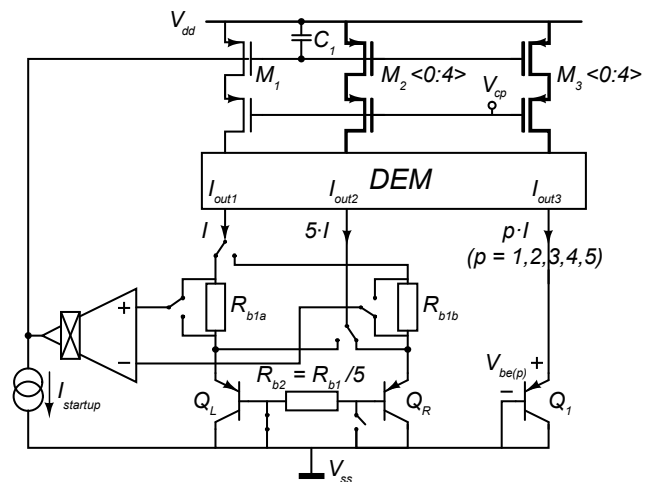 V_dd
C_1
M_1
M_2 <0:4>
M_3 <0:4>
V_cp
DEM
I_out1
I_out2
I_out3
I
5·I
p·I
(p = 1,2,3,4,5)
R_b1a
R_b1b
+
−
I_startup
R_b2 = R_b1 /5
Q_L
Q_R
V_be(p)
+
−
Q_1
V_ss